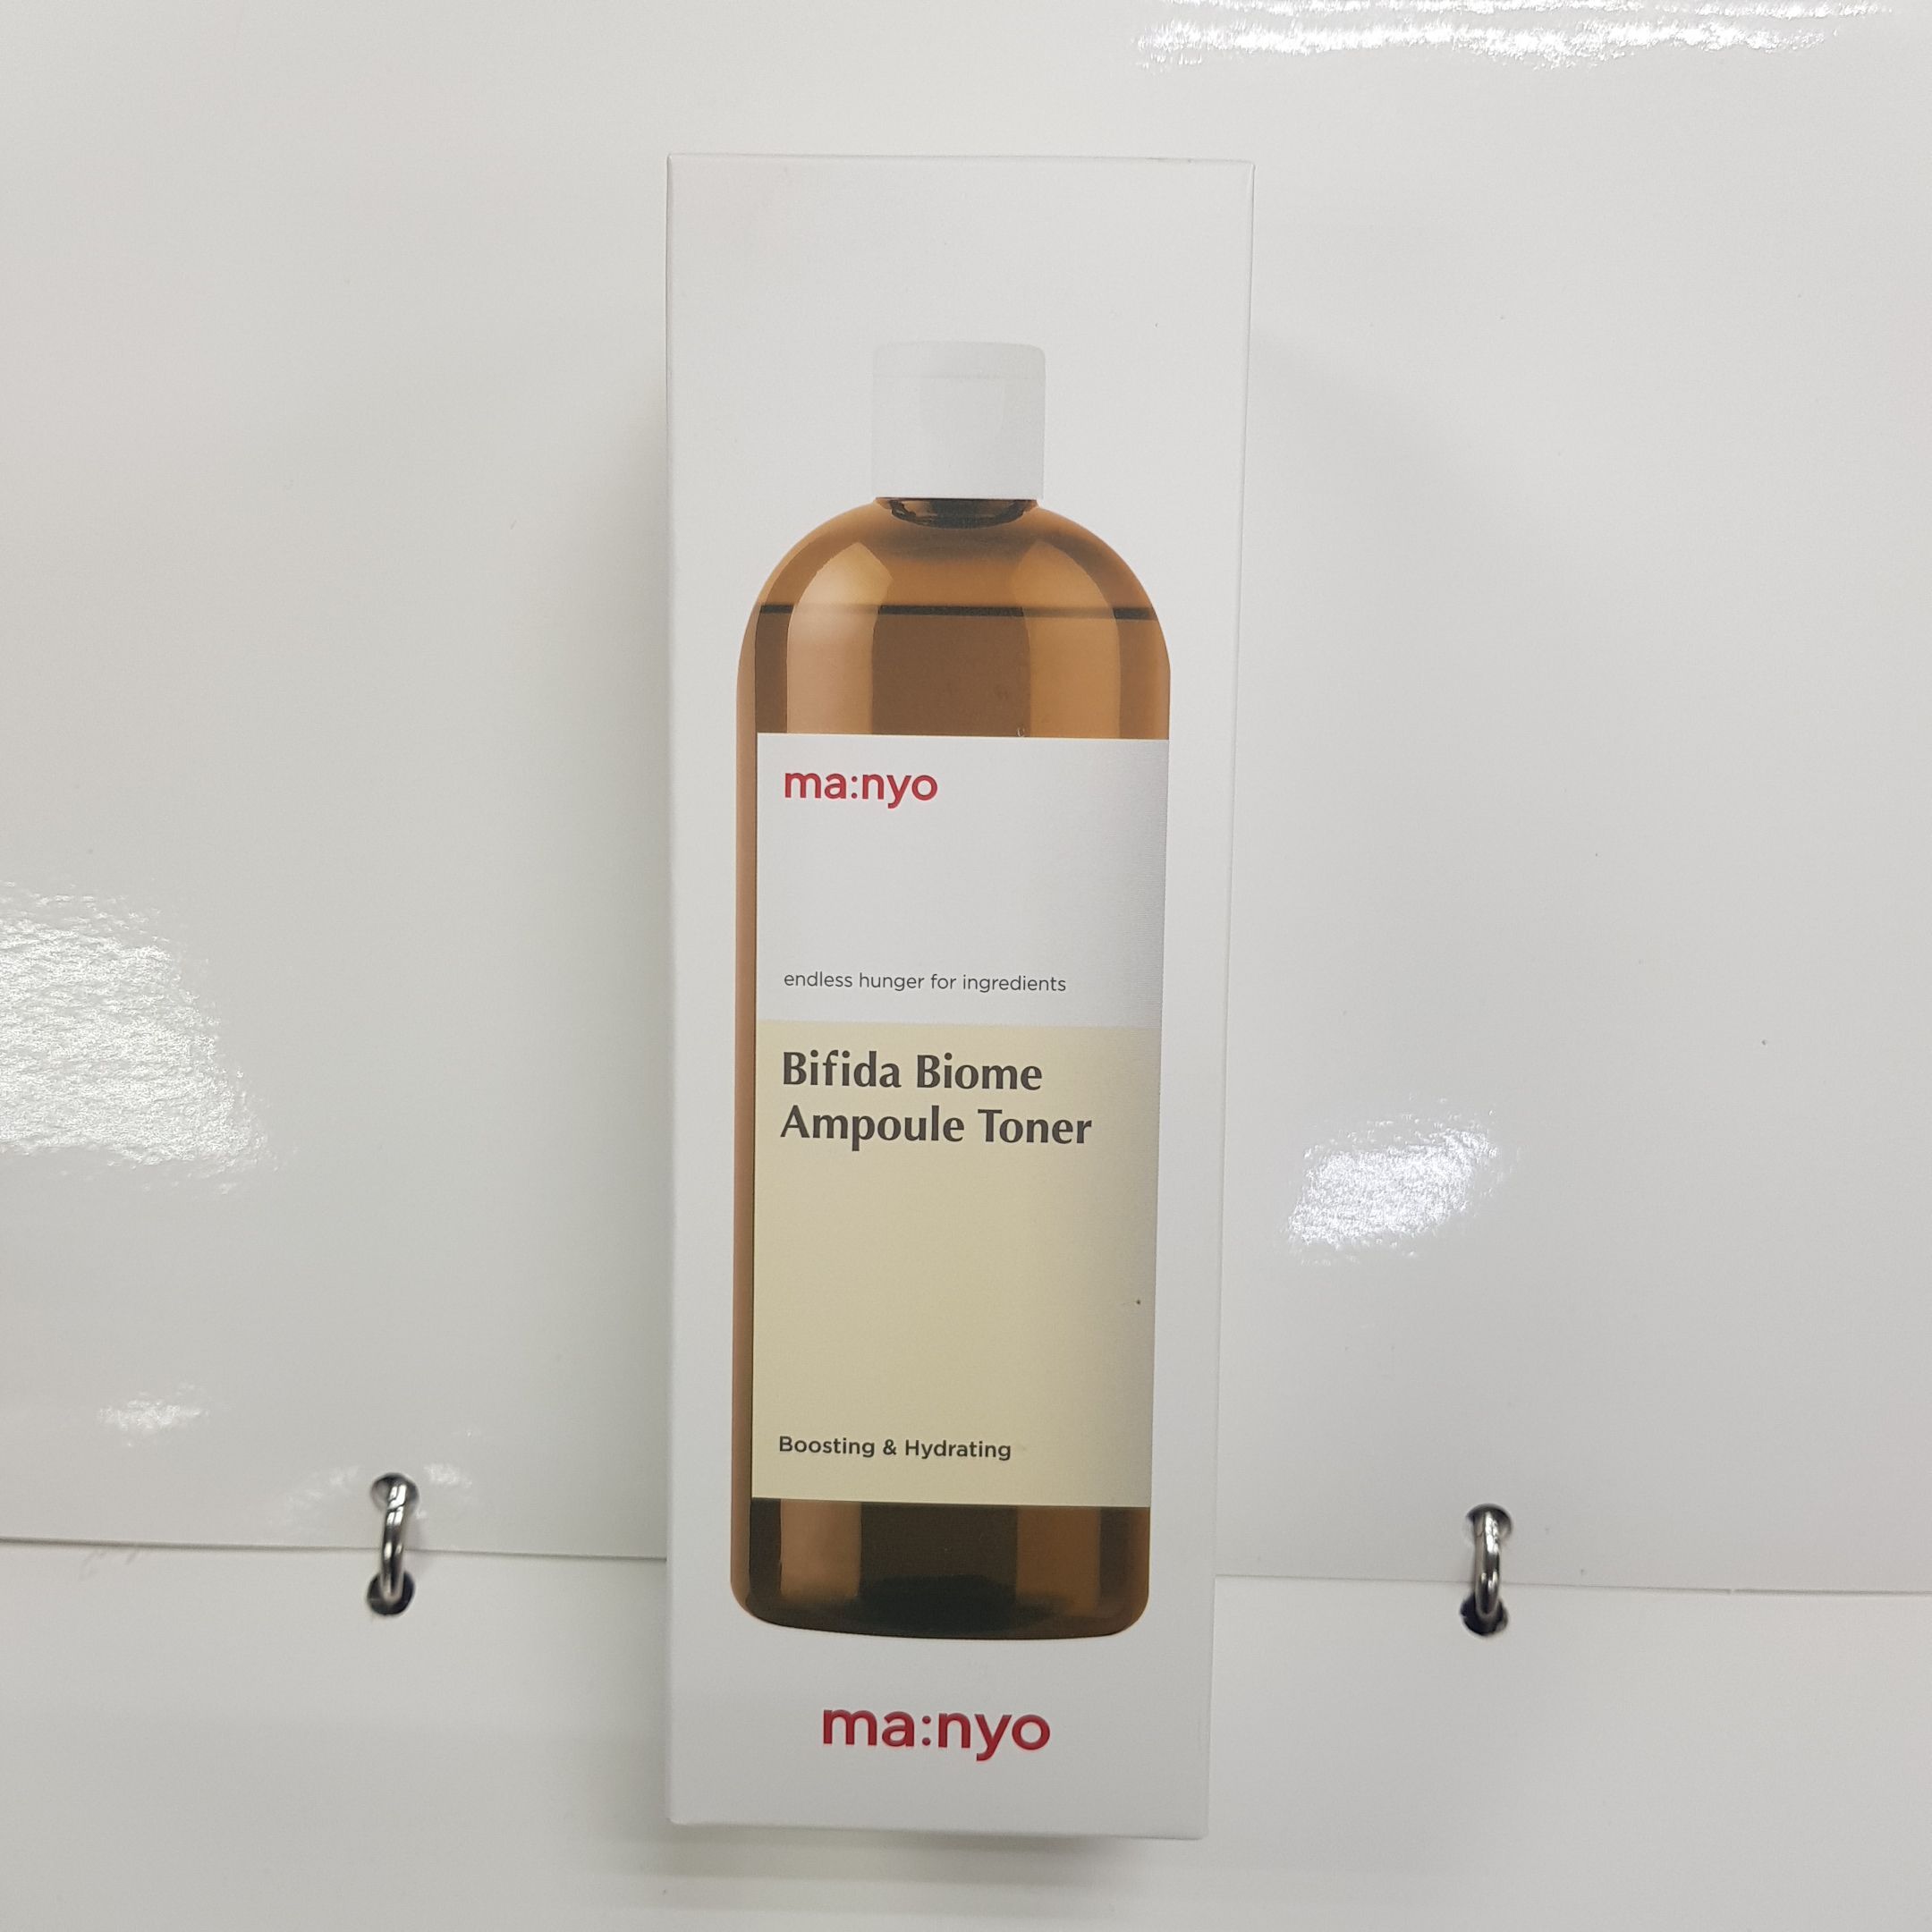 ma:nyo
endless hunger for ingredients
Bifida Biome
Ampoule Toner
Boosting & Hydrating
ma:nyo